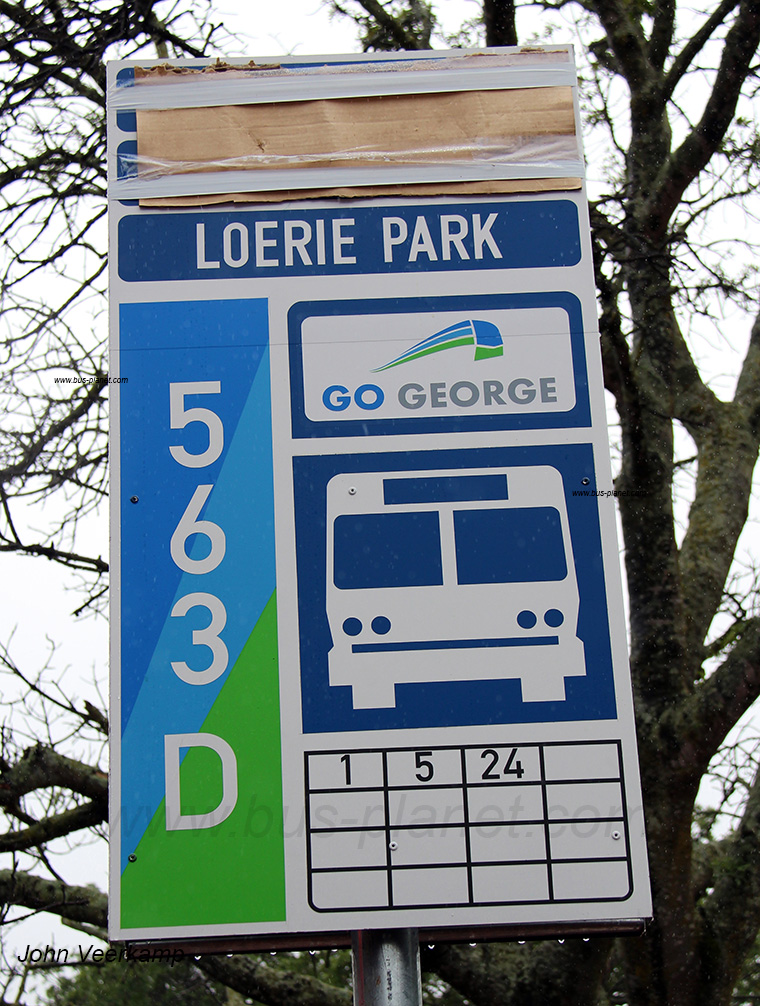 LOERIE PARK
www.bus-planet.com
GO GEORGE
5
6
3
D
www.bus-planet.com
1 5 24
www.bus-planet.com
John Veerkamp